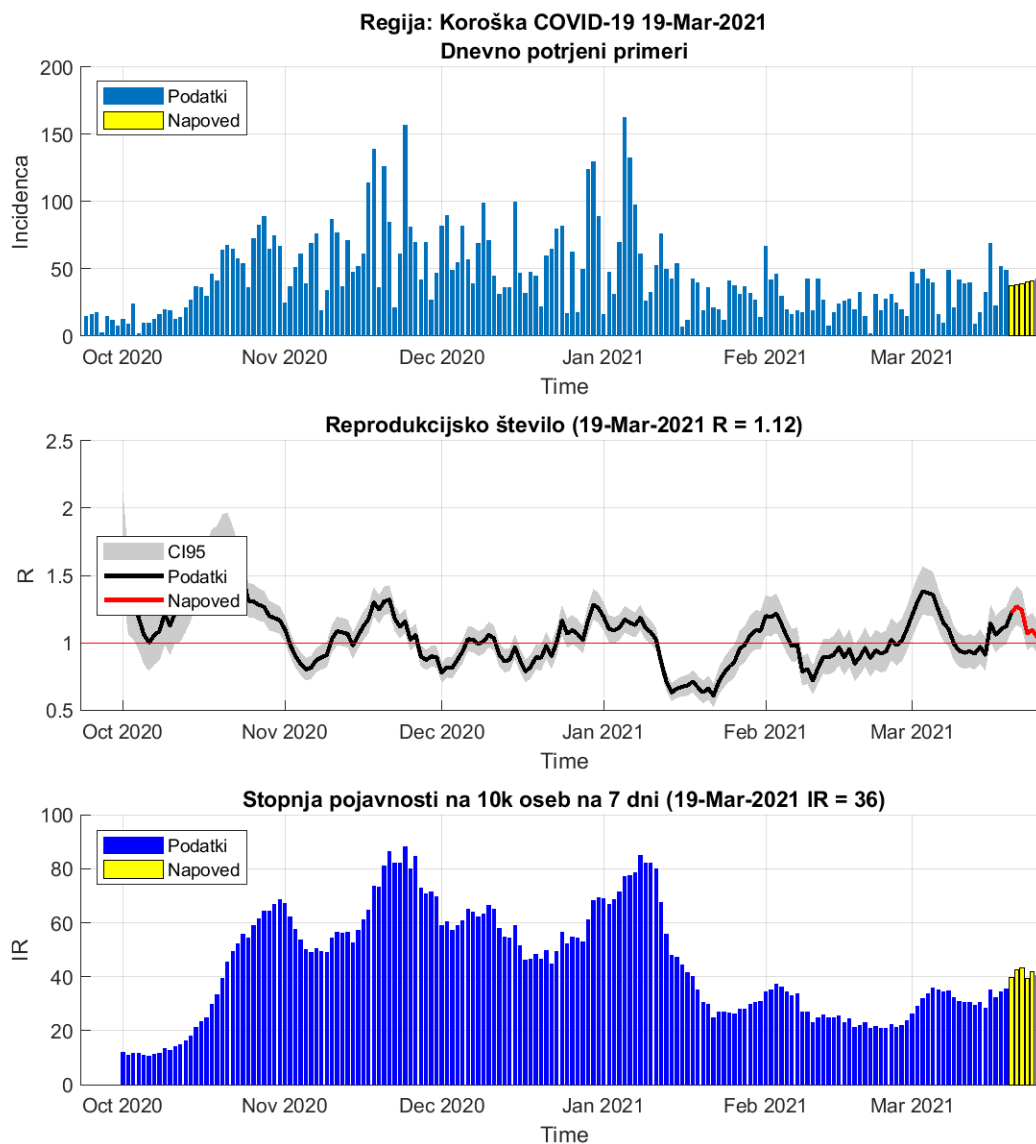 Regija: Koroška COVID-19 19-Mar-2021
Dnevno potrjeni primeri
200
150
100
50
0
Incidenca
Podatki
Napoved
Oct 2020 Nov 2020 Dec 2020 Jan 2021 Feb 2021 Mar 2021
Time
Reprodukcijsko število (19-Mar-2021 R = 1.12)
2.5
2
1.5
1
0.5
R
CI95
Podatki
Napoved
Oct 2020 Nov 2020 Dec 2020 Jan 2021 Feb 2021 Mar 2021
Time
Stopnja pojavnosti na 10k oseb na 7 dni (19-Mar-2021 IR = 36)
100
80
60
40
20
0
IR
Podatki
Napoved
Oct 2020 Nov 2020 Dec 2020 Jan 2021 Feb 2021 Mar 2021
Time